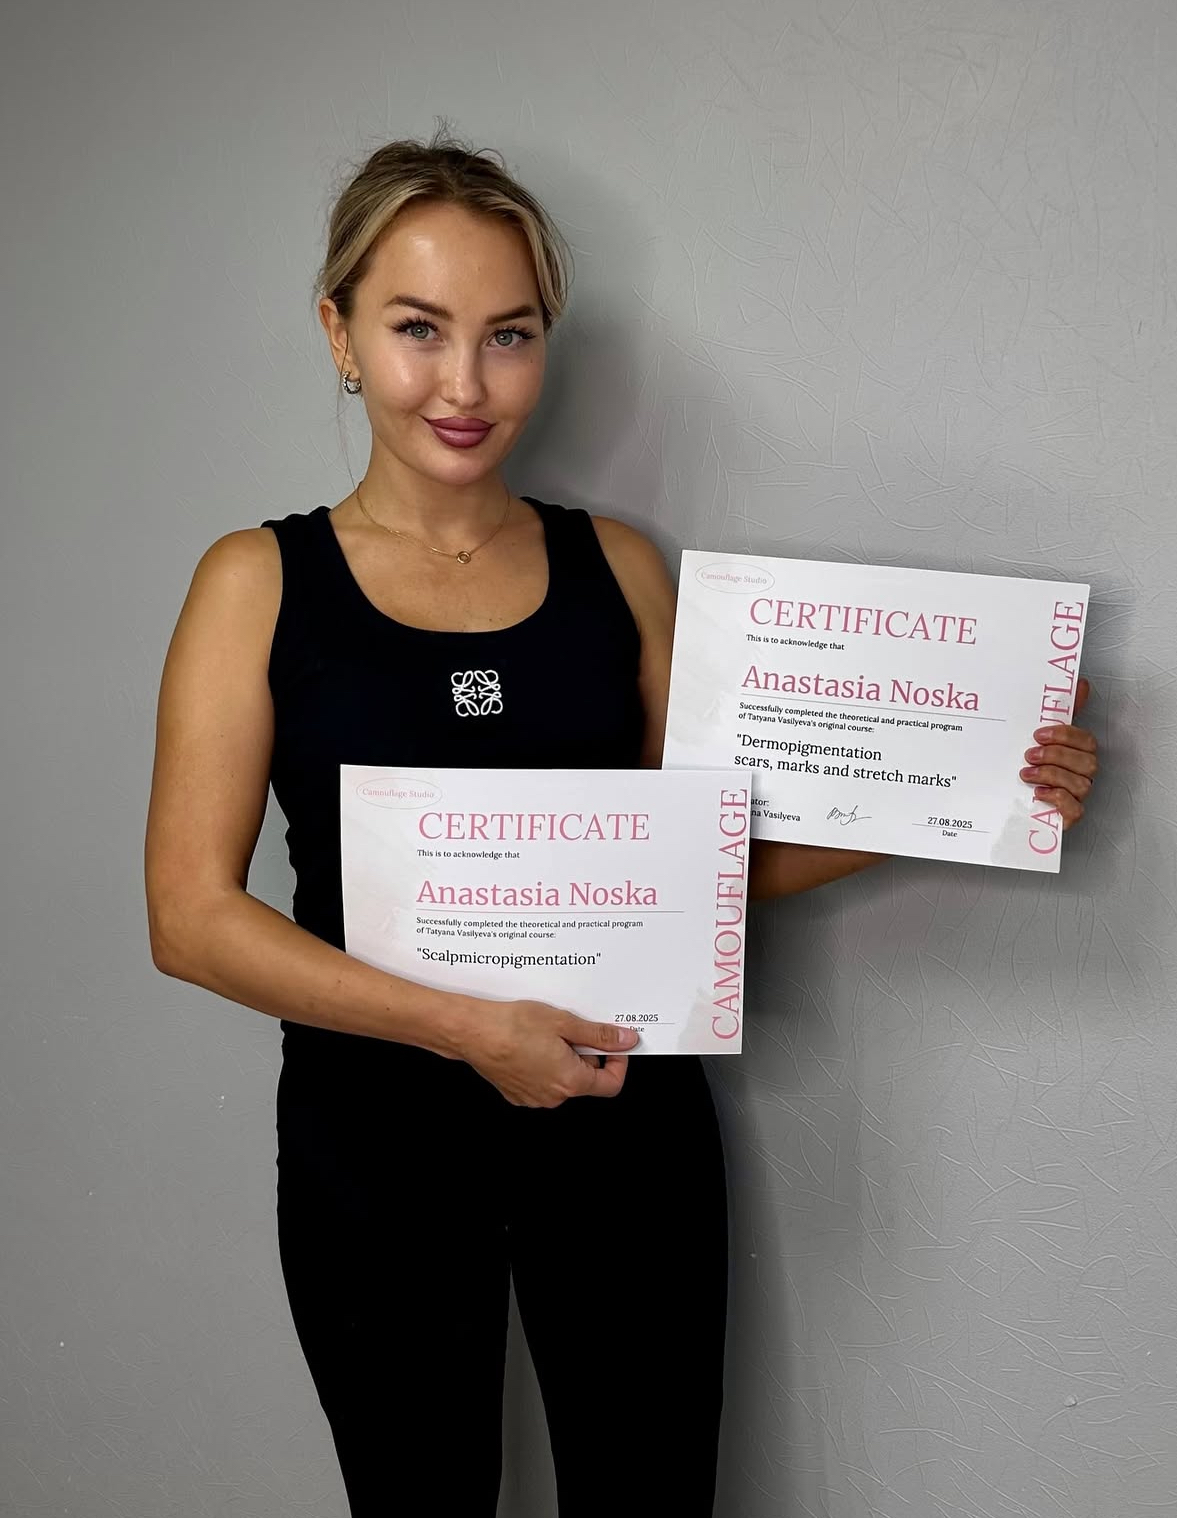 Camouflage Studio
CERTIFICATE
This is to acknowledge that
Anastasia Noska
Successfully completed the theoretical and practical program
of Tatyana Vasilyeva's original course:
"Dermopigmentation
scars, marks and stretch marks"
Vasilyeva
27.08.2025
Date
CAMOUFLAGE
Camouflage Studio
CERTIFICATE
This is to acknowledge that
Anastasia Noska
Successfully completed the theoretical and practical program
of Tatyana Vasilyeva's original course:
"Scalpmicropigmentation"
27.08.2025
Date
CAMOUFLAGE